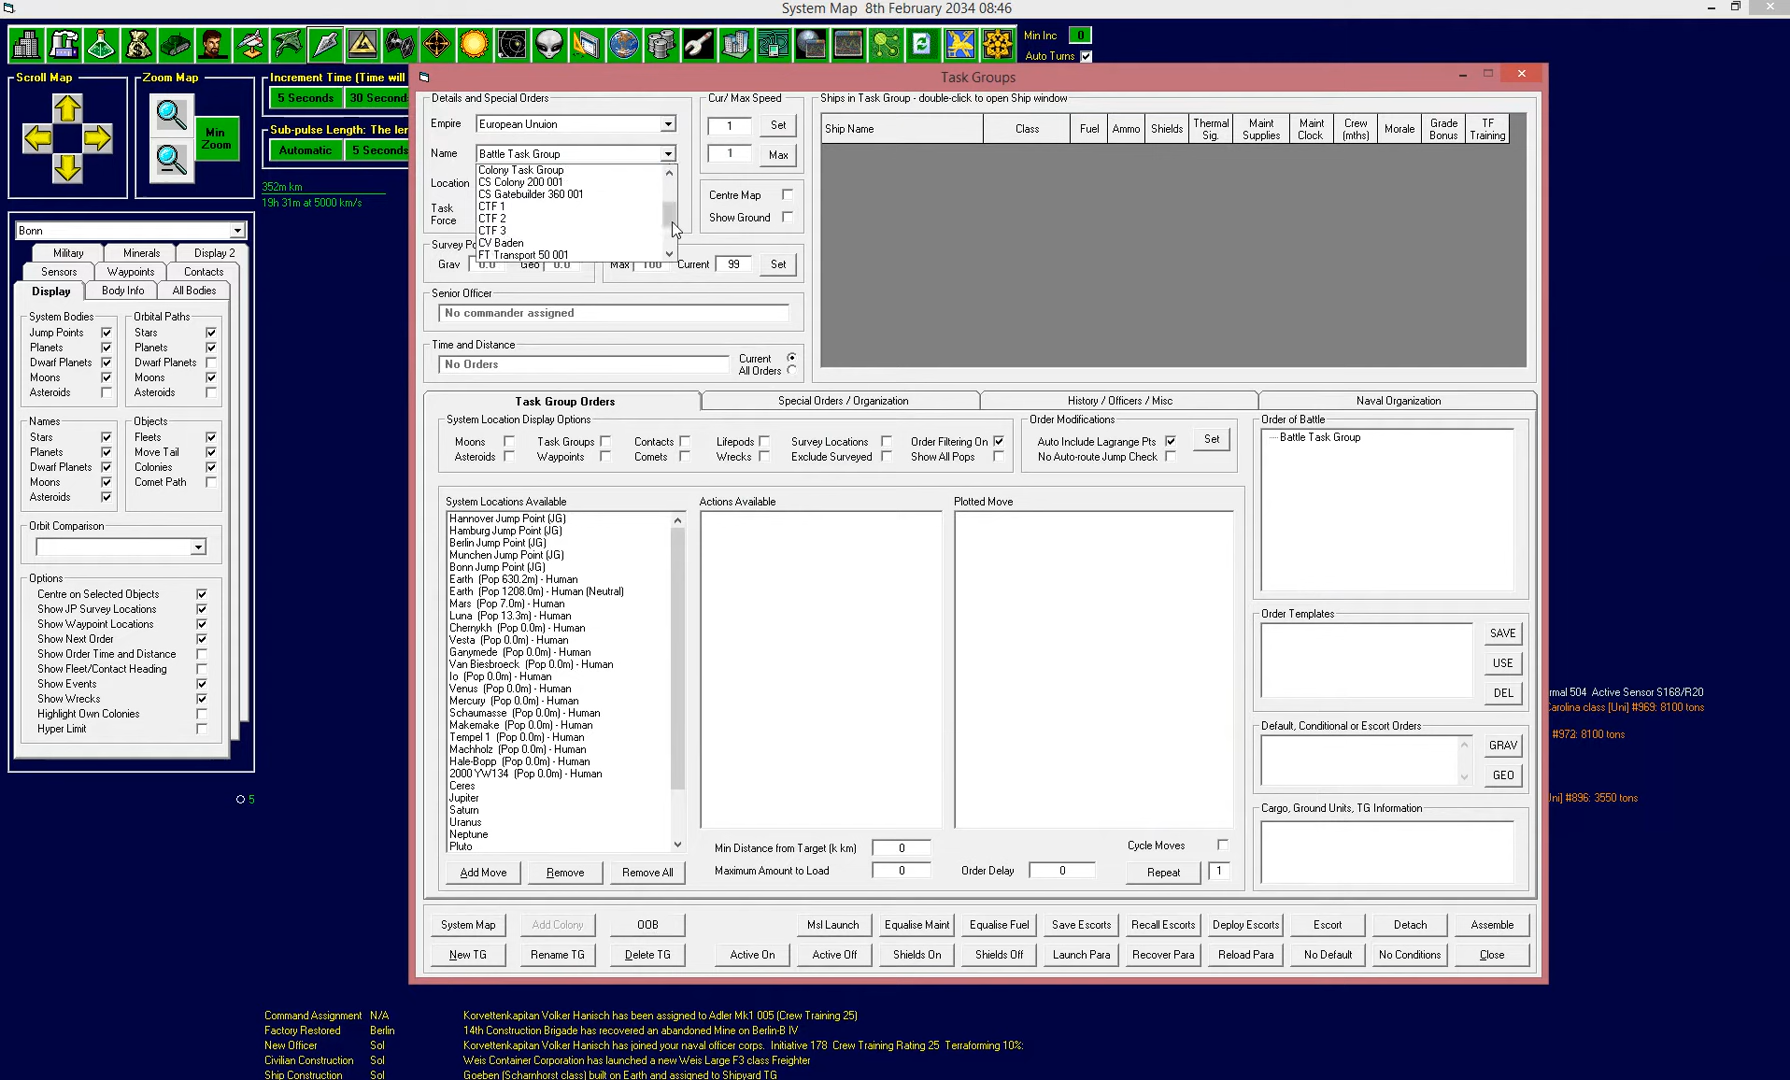 System Map 8th February 2034 08:46
Min Inc 0
Auto Turns
Scroll Map
Zoom Map
Min Zoom
Increment Time (Time will
5 Seconds 30 Second
Sub-pulse Length: The ler
Automatic 5 Seconds
352m km
19h 31m at 5000 km/s
Bonn
Military Minerals Display 2
Sensors Waypoints Contacts
Display Body Info All Bodies
System Bodies
Jump Points
Planets
Dwarf Planets
Moons
Asteroids
Orbital Paths
Stars
Planets
Dwarf Planets
Moons
Asteroids
Names
Stars
Planets
Dwarf Planets
Moons
Asteroids
Objects
Fleets
Move Tail
Colonies
Comet Path
Orbit Comparison
Options
Centre on Selected Objects
Show JP Survey Locations
Show Waypoint Locations
Show Next Order
Show Order Time and Distance
Show Fleet/Contact Heading
Show Events
Show Wrecks
Highlight Own Colonies
Hyper Limit
5
Task Groups
Details and Special Orders
Empire European Unuion
Name Battle Task Group
Location
Task Force
Colony Task Group
CS Colony 200 001
CS Gatebuilder 360 001
CTF 1
CTF 2
CTF 3
CV Baden
FT Transport 50 001
Cur/ Max Speed
1 Set
1 Max
Centre Map
Show Ground
Survey Po
Grav 0.0 Geo 0.0
Max 100 Current 99 Set
Senior Officer
No commander assigned
Time and Distance
No Orders
Current
All Orders
Ships in Task Group - double-click to open Ship window
Ship Name Class Fuel Ammo Shields Thermal Sig. Maint Supplies Maint Clock Crew (mths) Morale Grade Bonus TF Training
Task Group Orders Special Orders / Organization History / Officers / Misc Naval Organization
System Location Display Options
Moons Task Groups Contacts Lifepods Survey Locations Order Filtering On
Asteroids Waypoints Comets Wrecks Exclude Surveyed Show All Pops
Order Modifications
Auto Include Lagrange Pts Set
No Auto-route Jump Check
Order of Battle
Battle Task Group
System Locations Available
Hannover Jump Point (JG)
Hamburg Jump Point (JG)
Berlin Jump Point (JG)
Munchen Jump Point (JG)
Bonn Jump Point (JG)
Earth (Pop 630.2m) - Human
Earth (Pop 1208.0m) - Human (Neutral)
Mars (Pop 7.0m) - Human
Luna (Pop 13.3m) - Human
Chernykh (Pop 0.0m) - Human
Vesta (Pop 0.0m) - Human
Ganymede (Pop 0.0m) - Human
Van Biesbroeck (Pop 0.0m) - Human
Io (Pop 0.0m) - Human
Venus (Pop 0.0m) - Human
Mercury (Pop 0.0m) - Human
Schaumasse (Pop 0.0m) - Human
Makemake (Pop 0.0m) - Human
Tempel 1 (Pop 0.0m) - Human
Machholz (Pop 0.0m) - Human
Hale-Bopp (Pop 0.0m) - Human
2000 YW134 (Pop 0.0m) - Human
Ceres
Jupiter
Saturn
Uranus
Neptune
Pluto
Actions Available
Plotted Move
Min Distance from Target (k km) 0
Maximum Amount to Load 0
Order Delay 0
Cycle Moves
Repeat 1
Add Move Remove Remove All
Order Templates
SAVE
USE
DEL
Default, Conditional or Escort Orders
GRAV
GEO
Cargo, Ground Units, TG Information
System Map Add Colony OOB Msl Launch Equalise Maint Equalise Fuel Save Escorts Recall Escorts Deploy Escorts Escort Detach Assemble
New TG Rename TG Delete TG Active On Active Off Shields On Shields Off Launch Para Recover Para Reload Para No Default No Conditions Close
rmal 504 Active Sensor S168/R20
Carolina class [Uni] #969: 8100 tons
#972: 8100 tons
Jni] #896: 3550 tons
Command Assignment N/A Korvettenkapitan Volker Hanisch has been assigned to Adler Mk1 005 (Crew Training 25)
Factory Restored Berlin 14th Construction Brigade has recovered an abandoned Mine on Berlin-B IV
New Officer Sol Korvettenkapitan Volker Hanisch has joined your naval officer corps. Initiative 178 Crew Training Rating 25 Terraforming 10%:
Civilian Construction Sol Weis Container Corporation has launched a new Weis Large F3 class Freighter
Ship Construction Sol Goeben (Scharnhorst class) built on Earth and assigned to Shipyard TG